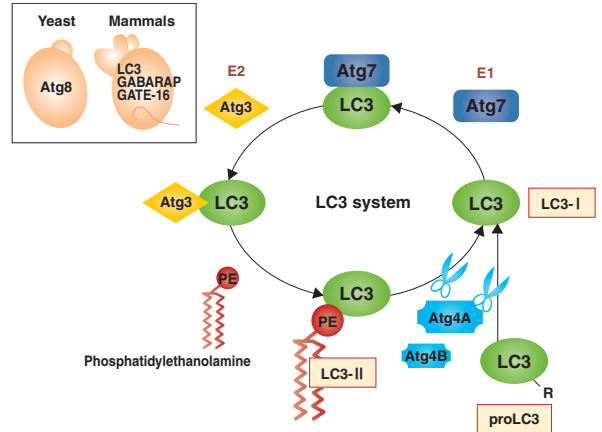 Yeast
Mammals
Atg8
LC3
GABARAP
GATE-16
E2
Atg3
Atg7
LC3
E1
Atg7
Atg3
LC3
LC3 system
LC3
LC3-I
PE
Phosphatidylethanolamine
LC3
PE
LC3-II
Atg4A
Atg4B
LC3
R
proLC3